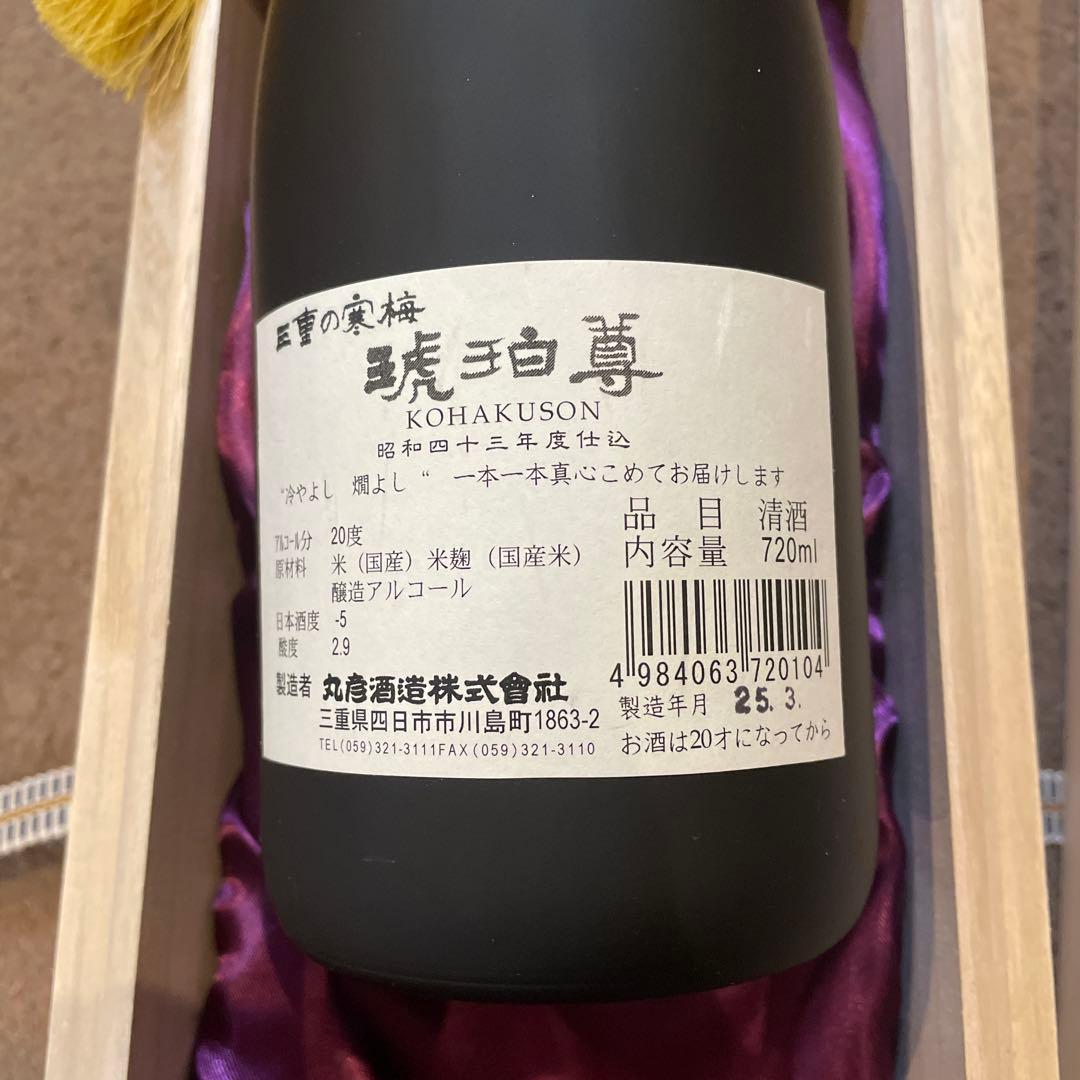 三重の寒梅
琥珀尊
KOHAKUSON
昭和四十三年度仕込
“冷やよし 燗よし“ 一本一本真心こめてお届けします
品目 清酒
内容量 720ml
アルコール分 20度
原材料 米(国産)米麹(国産米)
醸造アルコール
日本酒度 -5
酸度 2.9
製造者 丸彦酒造株式會社
三重県四日市市川島町1863-2
TEL(059)321-3111FAX(059)321-3110
4984063720104
製造年月 25.3.
お酒は20才になってから